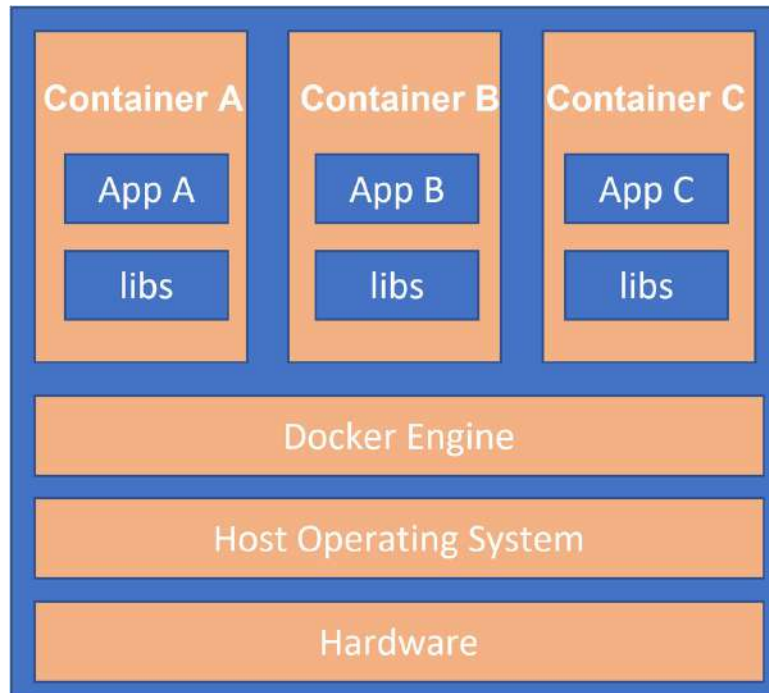 Container A
Container B
Container C
App A
App B
App C
libs
libs
libs
Docker Engine
Host Operating System
Hardware